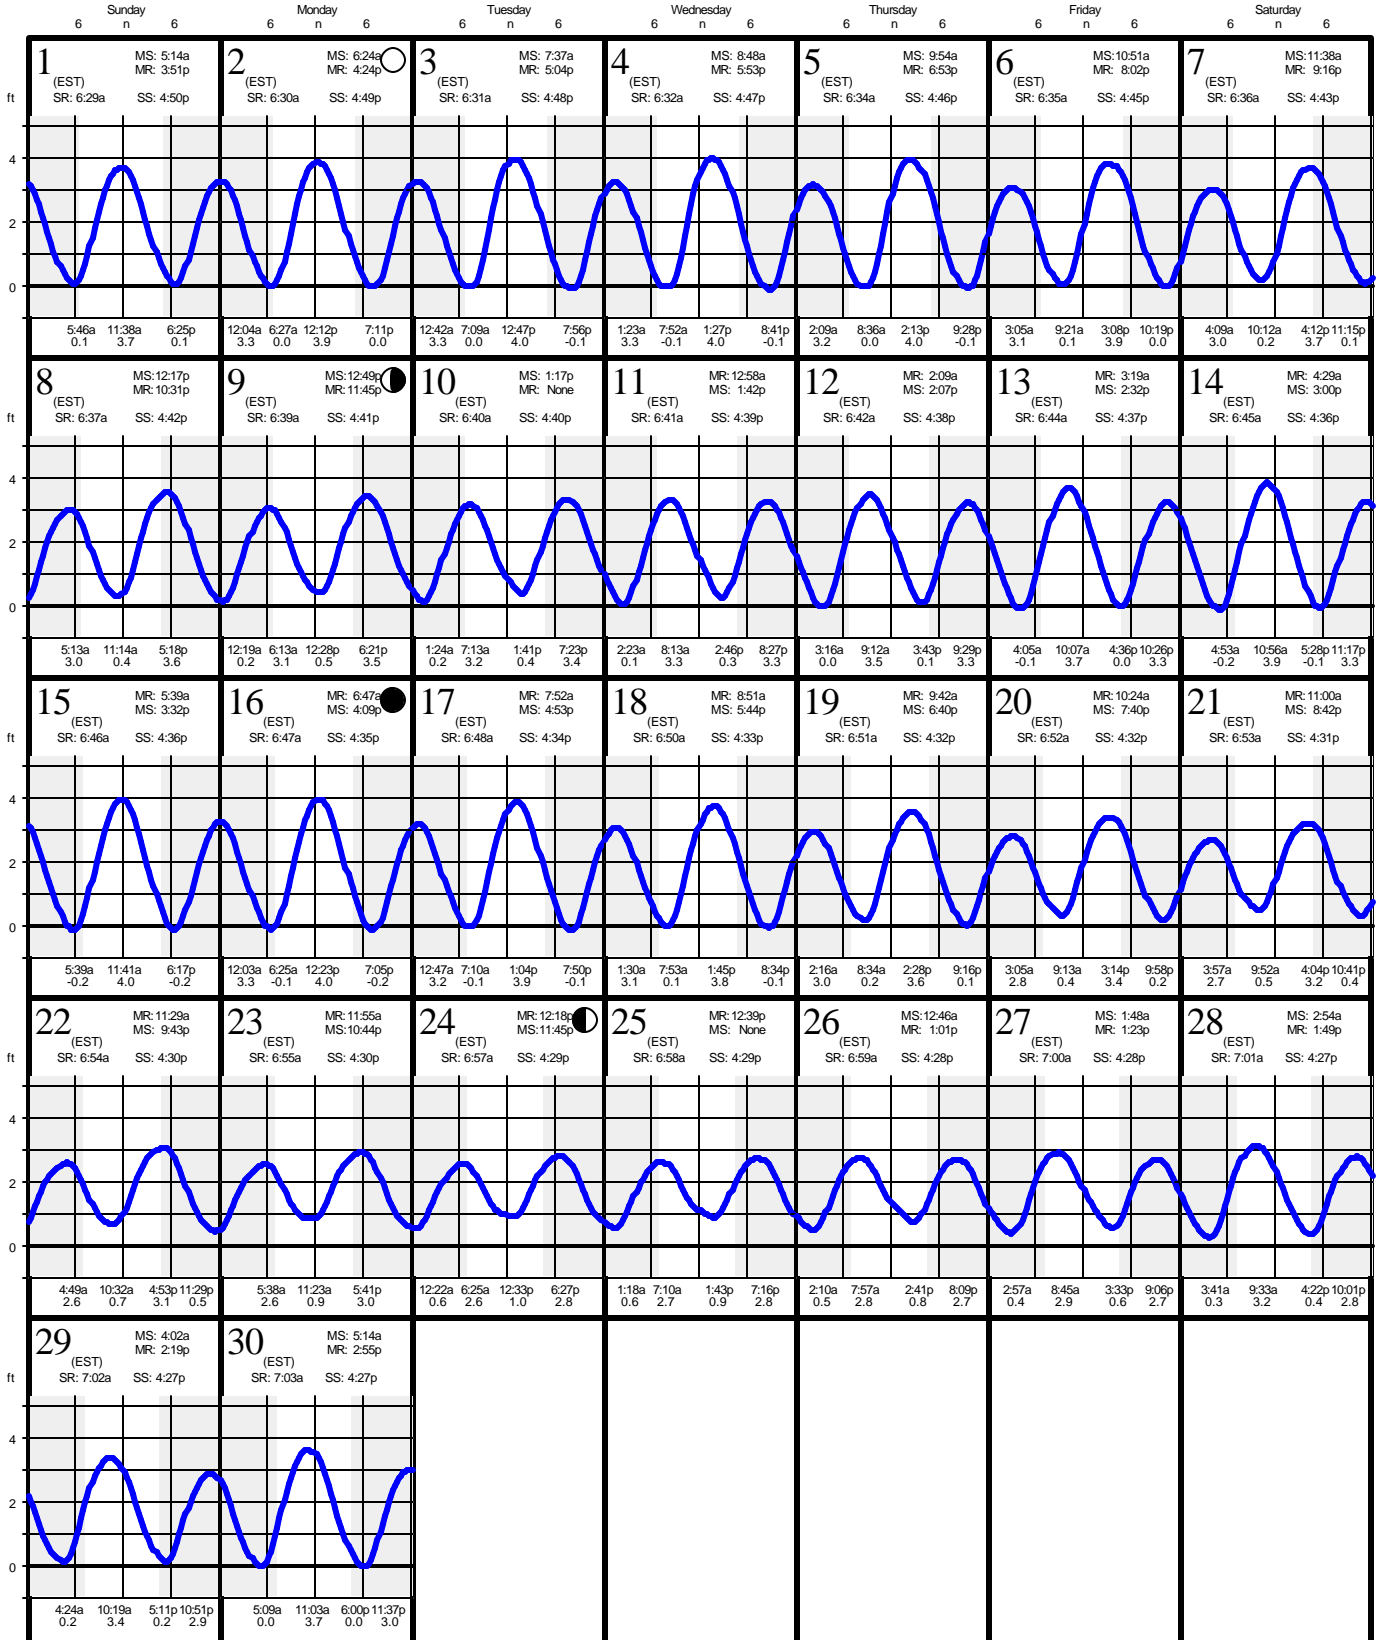 Sunday Monday Tuesday Wednesday Thursday Friday Saturday
6 n 6 6 n 6 6 n 6 6 n 6 6 n 6 6 n 6 6 n 6
1 MS: 5:14a 2 MS: 6:24a 3 MS: 7:37a 4 MS: 8:48a 5 MS: 9:54a 6 MS:10:51a 7 MS:11:38a
MR: 3:51p MR: 4:24p MR: 5:04p MR: 5:53p MR: 6:53p MR: 8:02p MR: 9:16p
(EST) (EST) (EST) (EST) (EST) (EST) (EST)
ft SR: 6:29a SS: 4:50p SR: 6:30a SS: 4:49p SR: 6:31a SS: 4:48p SR: 6:32a SS: 4:47p SR: 6:34a SS: 4:46p SR: 6:35a SS: 4:45p SR: 6:36a SS: 4:43p
4
2
0
5:46a 11:38a 6:25p 12:04a 6:27a 12:12p 7:11p 12:42a 7:09a 12:47p 7:56p 1:23a 7:52a 1:27p 8:41p 2:09a 8:36a 2:13p 9:28p 3:05a 9:21a 3:08p 10:19p 4:09a 10:12a 4:12p 11:15p
0.1 3.7 0.1 3.3 0.0 3.9 0.0 3.3 0.0 4.0 -0.1 3.3 -0.1 4.0 -0.1 3.2 0.0 4.0 -0.1 3.1 0.1 3.9 0.0 3.0 0.2 3.7 0.1
8 MS:12:17p 9 MS:12:49p 10 MS: 1:17p 11 MR:12:58a 12 MR: 2:09a 13 MR: 3:19a 14 MR: 4:29a
MR:10:31p MR:11:45p MR: None MS: 1:42p MS: 2:07p MS: 2:32p MS: 3:00p
(EST) (EST) (EST) (EST) (EST) (EST) (EST)
ft SR: 6:37a SS: 4:42p SR: 6:39a SS: 4:41p SR: 6:40a SS: 4:40p SR: 6:41a SS: 4:39p SR: 6:42a SS: 4:38p SR: 6:44a SS: 4:37p SR: 6:45a SS: 4:36p
4
2
0
5:13a 11:14a 5:18p 12:19a 6:13a 12:28p 6:21p 1:24a 7:13a 1:41p 7:23p 2:23a 8:13a 2:46p 8:27p 3:16a 9:12a 3:43p 9:29p 4:05a 10:07a 4:36p 10:26p 4:53a 10:56a 5:28p 11:17p
3.0 0.4 3.6 0.2 3.1 0.5 3.5 0.2 3.2 0.4 3.4 0.1 3.3 0.3 3.3 0.0 3.5 0.1 3.3 -0.1 3.7 0.0 3.3 -0.2 3.9 -0.1 3.3
15 MR: 5:39a 16 MR: 6:47a 17 MR: 7:52a 18 MR: 8:51a 19 MR: 9:42a 20 MR:10:24a 21 MR:11:00a
MS: 3:32p MS: 4:09p MS: 4:53p MS: 5:44p MS: 6:40p MS: 7:40p MS: 8:42p
(EST) (EST) (EST) (EST) (EST) (EST) (EST)
ft SR: 6:46a SS: 4:36p SR: 6:47a SS: 4:35p SR: 6:48a SS: 4:34p SR: 6:50a SS: 4:33p SR: 6:51a SS: 4:32p SR: 6:52a SS: 4:32p SR: 6:53a SS: 4:31p
4
2
0
5:39a 11:41a 6:17p 12:03a 6:25a 12:23p 7:05p 12:47a 7:10a 1:04p 7:50p 1:30a 7:53a 1:45p 8:34p 2:16a 8:34a 2:28p 9:16p 3:05a 9:13a 3:14p 9:58p 3:57a 9:52a 4:04p 10:41p
-0.2 4.0 -0.2 3.3 -0.1 4.0 -0.2 3.2 -0.1 3.9 -0.1 3.1 0.1 3.8 -0.1 3.0 0.2 3.6 0.1 2.8 0.4 3.4 0.2 2.7 0.5 3.2 0.4
22 MR:11:29a 23 MR:11:55a 24 MR:12:18p 25 MR:12:39p 26 MS:12:46a 27 MS: 1:48a 28 MS: 2:54a
MS: 9:43p MS:10:44p MS:11:45p MS: None MR: 1:01p MR: 1:23p MR: 1:49p
(EST) (EST) (EST) (EST) (EST) (EST) (EST)
ft SR: 6:54a SS: 4:30p SR: 6:55a SS: 4:30p SR: 6:57a SS: 4:29p SR: 6:58a SS: 4:29p SR: 6:59a SS: 4:28p SR: 7:00a SS: 4:28p SR: 7:01a SS: 4:27p
4
2
0
4:49a 10:32a 4:53p 11:29p 5:38a 11:23a 5:41p 12:22a 6:25a 12:33p 6:27p 1:18a 7:10a 1:43p 7:16p 2:10a 7:57a 2:41p 8:09p 2:57a 8:45a 3:33p 9:06p 3:41a 9:33a 4:22p 10:01p
2.6 0.7 3.1 0.5 2.6 0.9 3.0 0.6 2.6 1.0 2.8 0.6 2.7 0.9 2.8 0.5 2.8 0.8 2.7 0.4 2.9 0.6 2.7 0.3 3.2 0.4 2.8
29 MS: 4:02a 30 MS: 5:14a
MR: 2:19p MR: 2:55p
(EST) (EST)
ft SR: 7:02a SS: 4:27p SR: 7:03a SS: 4:27p
4
2
0
4:24a 10:19a 5:11p 10:51p 5:09a 11:03a 6:00p 11:37p
0.2 3.4 0.2 2.9 0.0 3.7 0.0 3.0